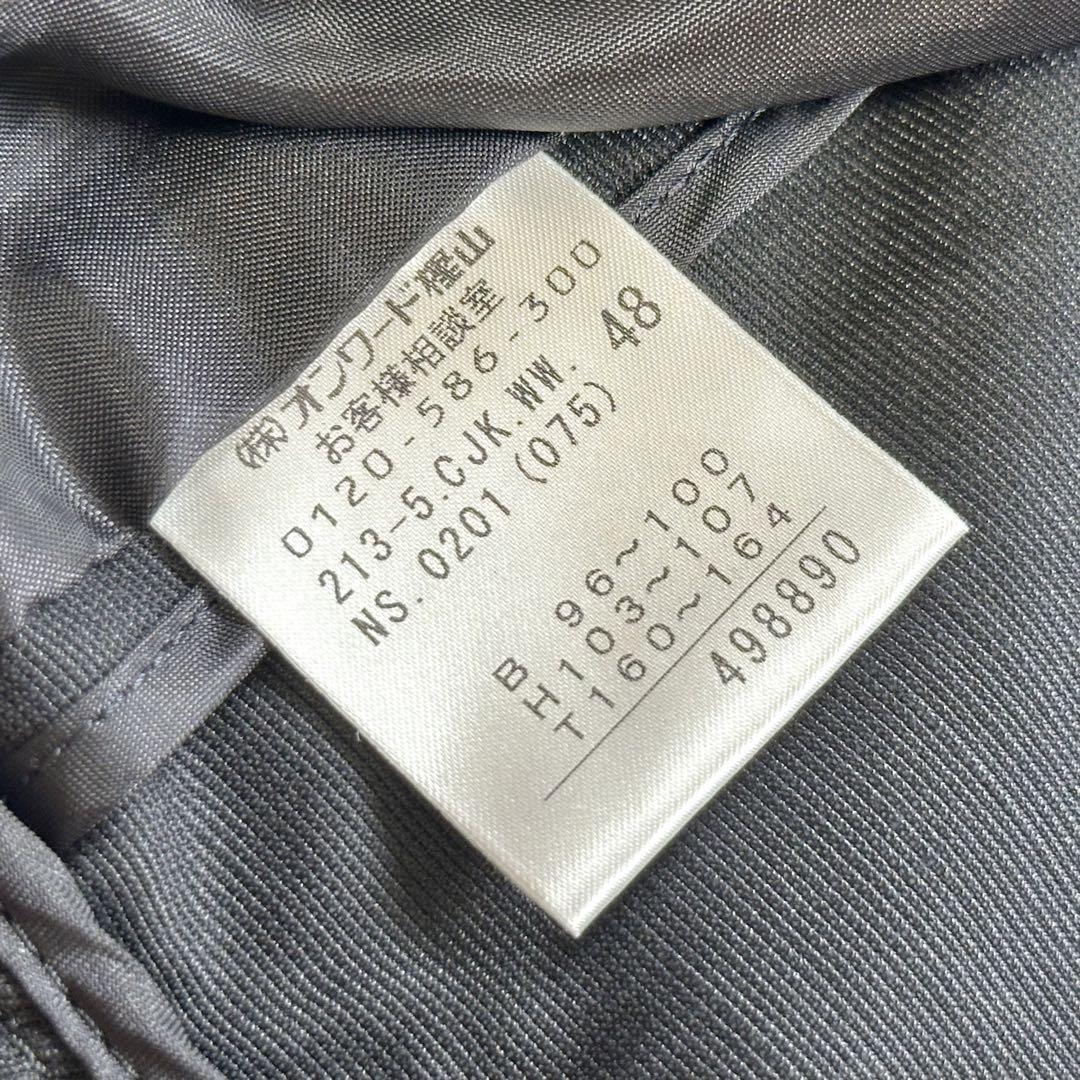 ㈱オンワード樫山
お客様相談室
0120-586-300
213-5.CJK.WW. 48
NS.0201 (075)
B 96~100
H103~107
T160~164
498890